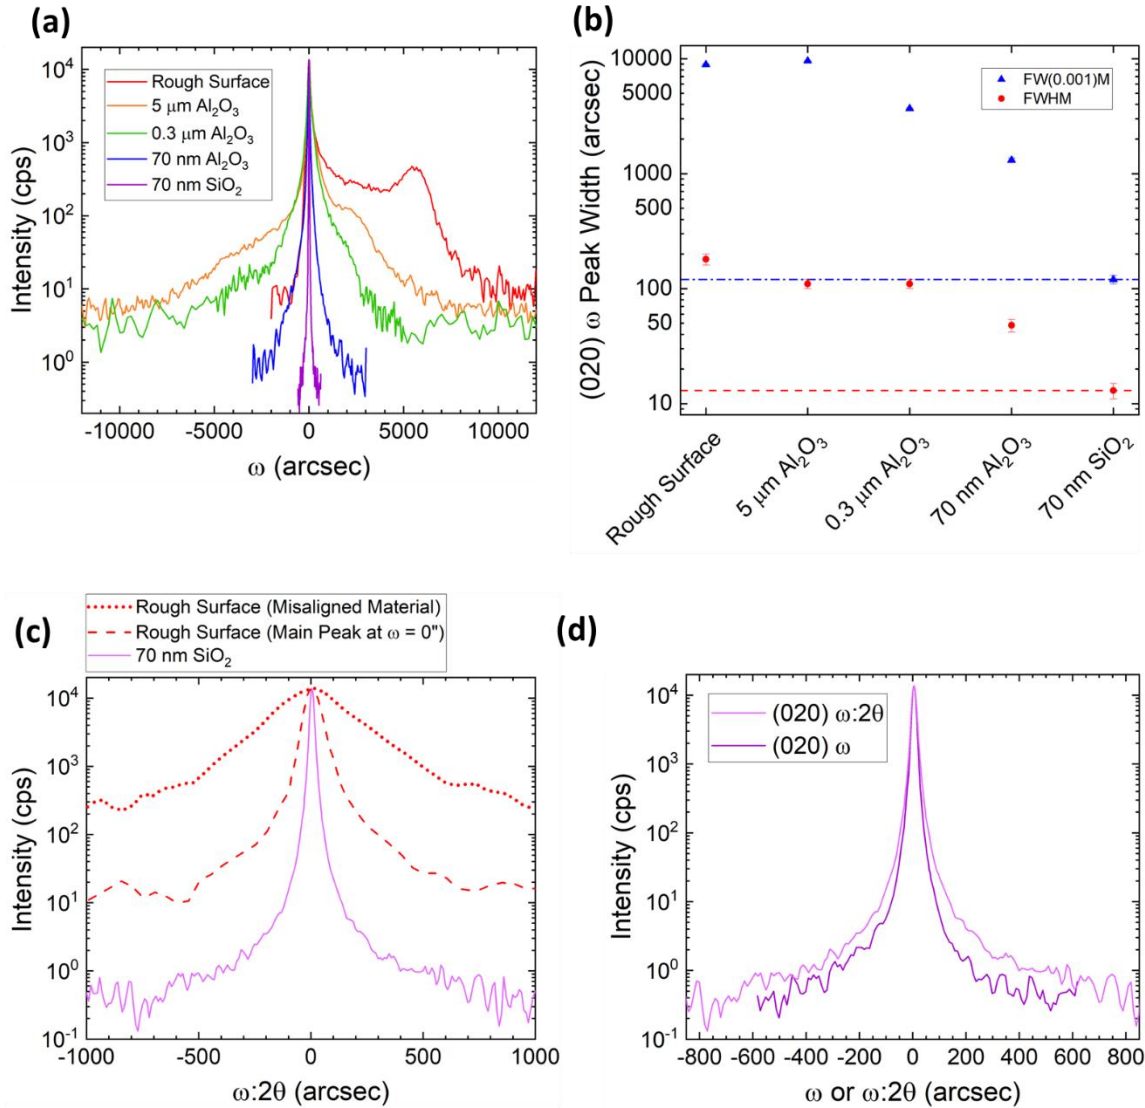 (a)
10⁴
10³
10²
10¹
10⁰
Intensity (cps)
Rough Surface
5 μm Al₂O₃
0.3 μm Al₂O₃
70 nm Al₂O₃
70 nm SiO₂
-10000 -5000 0 5000 10000
ω (arcsec)
(b)
10000
5000
1000
500
100
50
10
(020) ω Peak Width (arcsec)
FW(0.001)M
FWHM
Rough Surface
5 μm Al₂O₃
0.3 μm Al₂O₃
70 nm Al₂O₃
70 nm SiO₂
(c)
Rough Surface (Misaligned Material)
Rough Surface (Main Peak at ω = 0")
70 nm SiO₂
10⁴
10³
10²
10¹
10⁰
10⁻¹
Intensity (cps)
-1000 -500 0 500 1000
ω:2θ (arcsec)
(d)
(020) ω:2θ
(020) ω
10⁴
10³
10²
10¹
10⁰
10⁻¹
Intensity (cps)
-800 -600 -400 -200 0 200 400 600 800
ω or ω:2θ (arcsec)